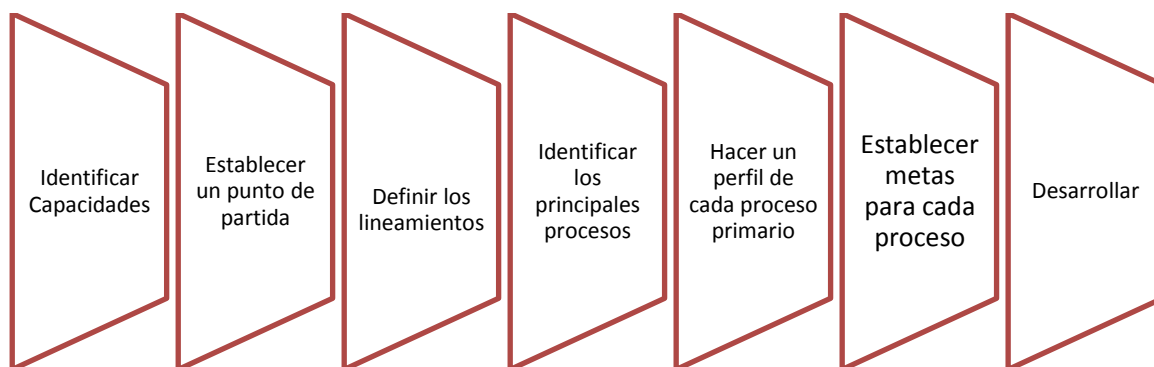 Identificar
Capacidades
Establecer
un punto de
partida
Definir los
lineamientos
Identificar
los
principales
procesos
Hacer un
perfil de
cada proceso
primario
Establecer
metas
para cada
proceso
Desarrollar